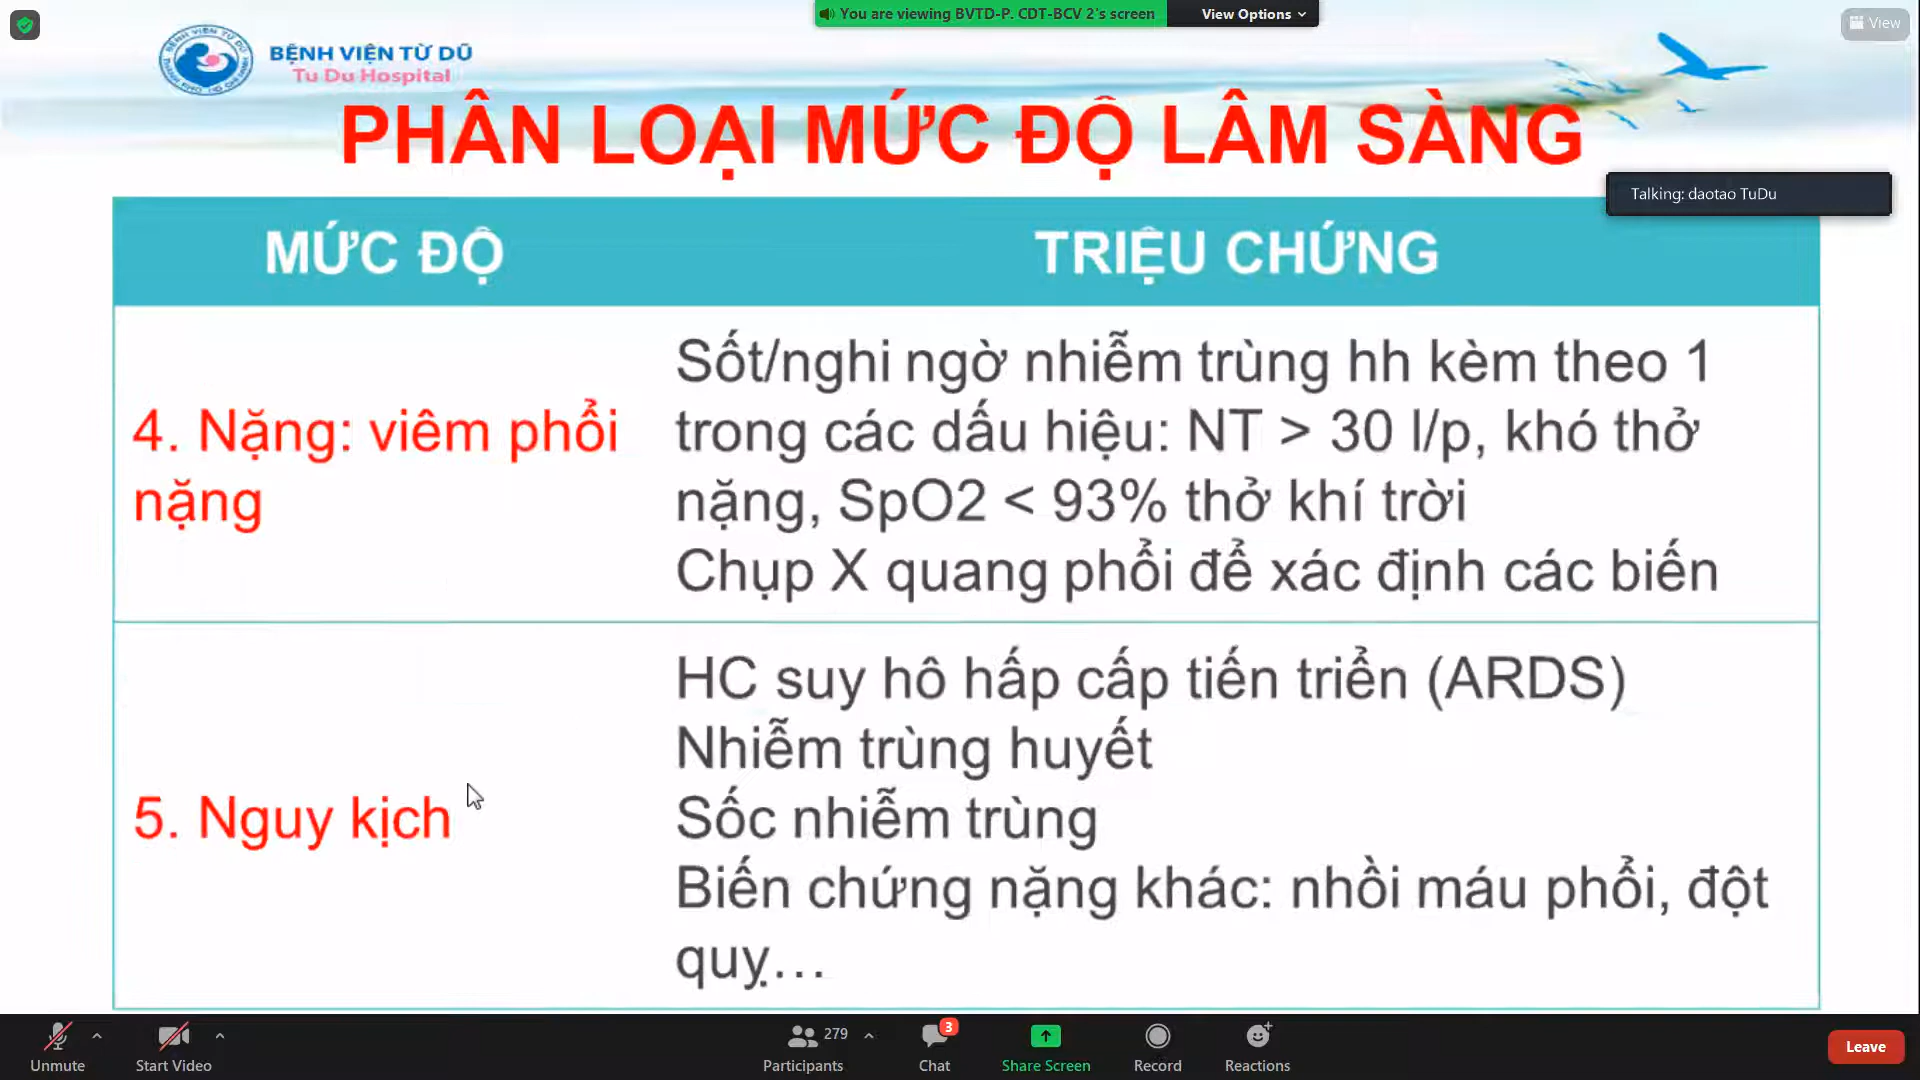 You are viewing BVTD-P. CDT-BCV 2's screen
View Options
View
BỆNH VIỆN TỪ DŨ
Tu Du Hospital
PHÂN LOẠI MỨC ĐỘ LÂM SÀNG
Talking: daotao TuDu
MỨC ĐỘ
TRIỆU CHỨNG
4. Nặng: viêm phổi
nặng
Sốt/nghi ngờ nhiễm trùng hh kèm theo 1
trong các dấu hiệu: NT > 30 l/p, khó thở
nặng, SpO2 < 93% thở khí trời
Chụp X quang phổi để xác định các biến
5. Nguy kịch
HC suy hô hấp cấp tiến triển (ARDS)
Nhiễm trùng huyết
Sốc nhiễm trùng
Biến chứng nặng khác: nhồi máu phổi, đột
quỵ…
Unmute
Start Video
279
Participants
3
Chat
Share Screen
Record
Reactions
Leave